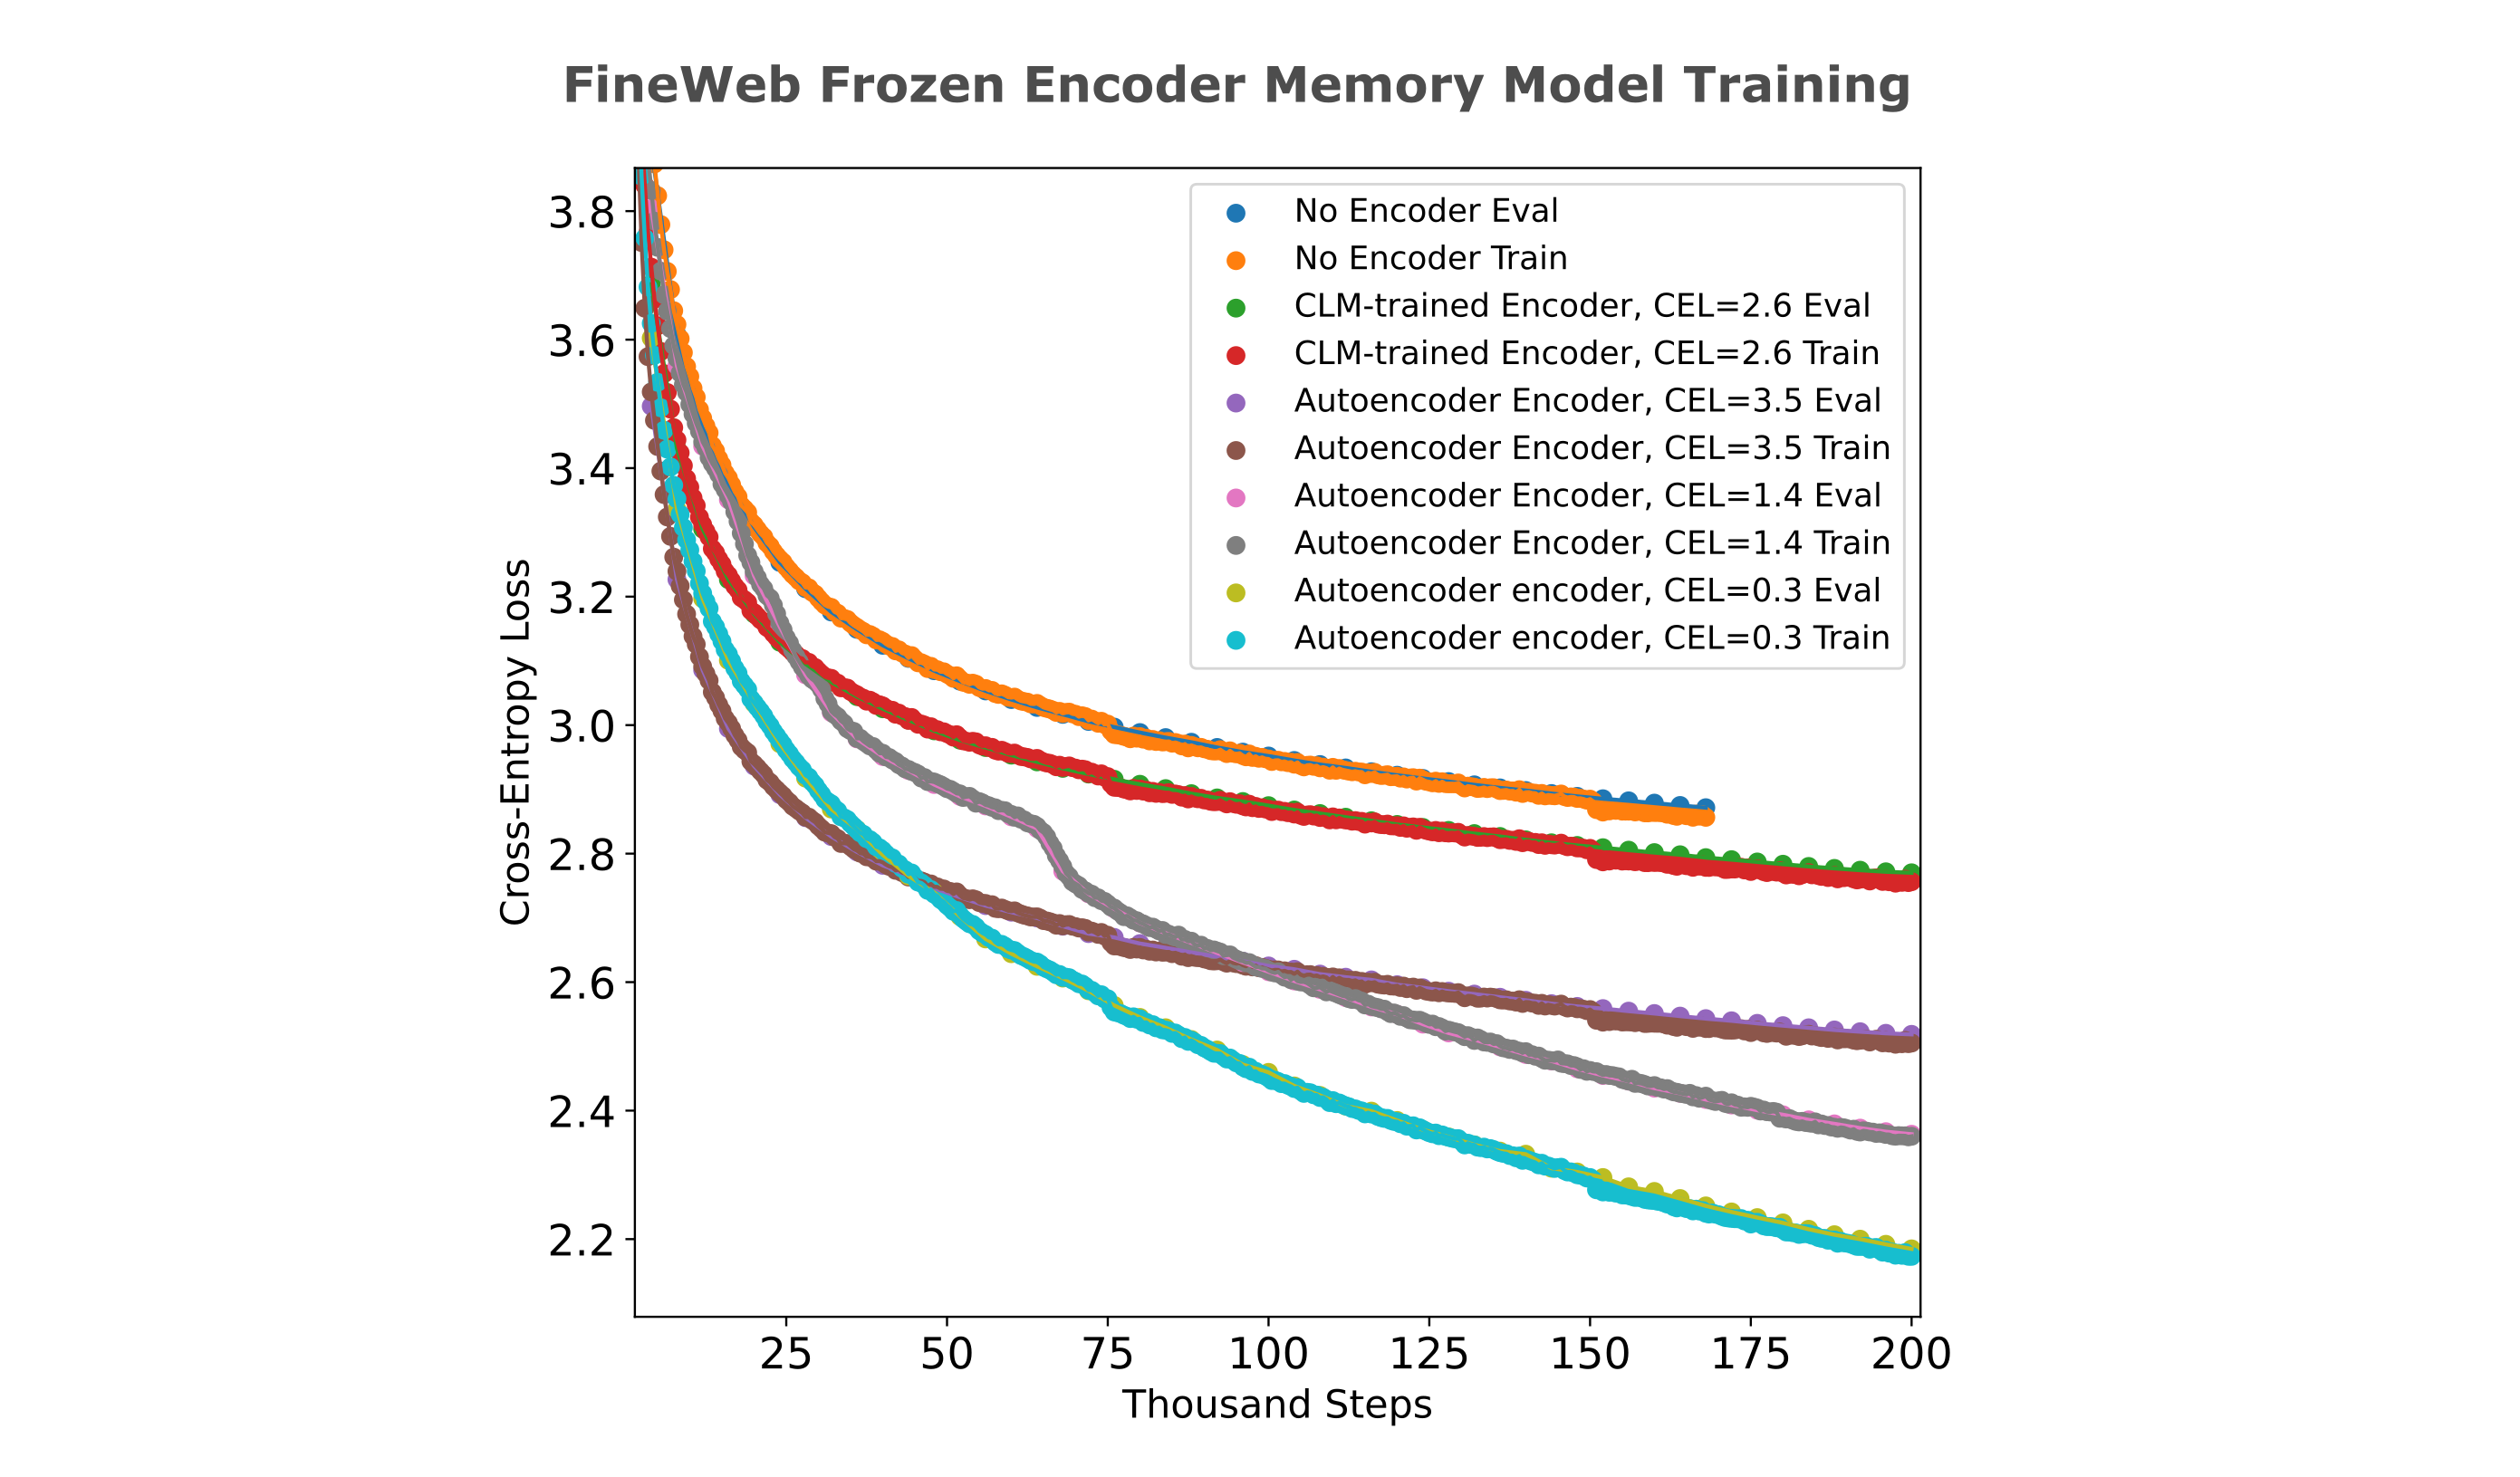 FineWeb Frozen Encoder Memory Model Training
3.8
3.6
3.4
3.2
3.0
2.8
2.6
2.4
2.2
Cross-Entropy Loss
No Encoder Eval
No Encoder Train
CLM-trained Encoder, CEL=2.6 Eval
CLM-trained Encoder, CEL=2.6 Train
Autoencoder Encoder, CEL=3.5 Eval
Autoencoder Encoder, CEL=3.5 Train
Autoencoder Encoder, CEL=1.4 Eval
Autoencoder Encoder, CEL=1.4 Train
Autoencoder encoder, CEL=0.3 Eval
Autoencoder encoder, CEL=0.3 Train
25 50 75 100 125 150 175 200
Thousand Steps